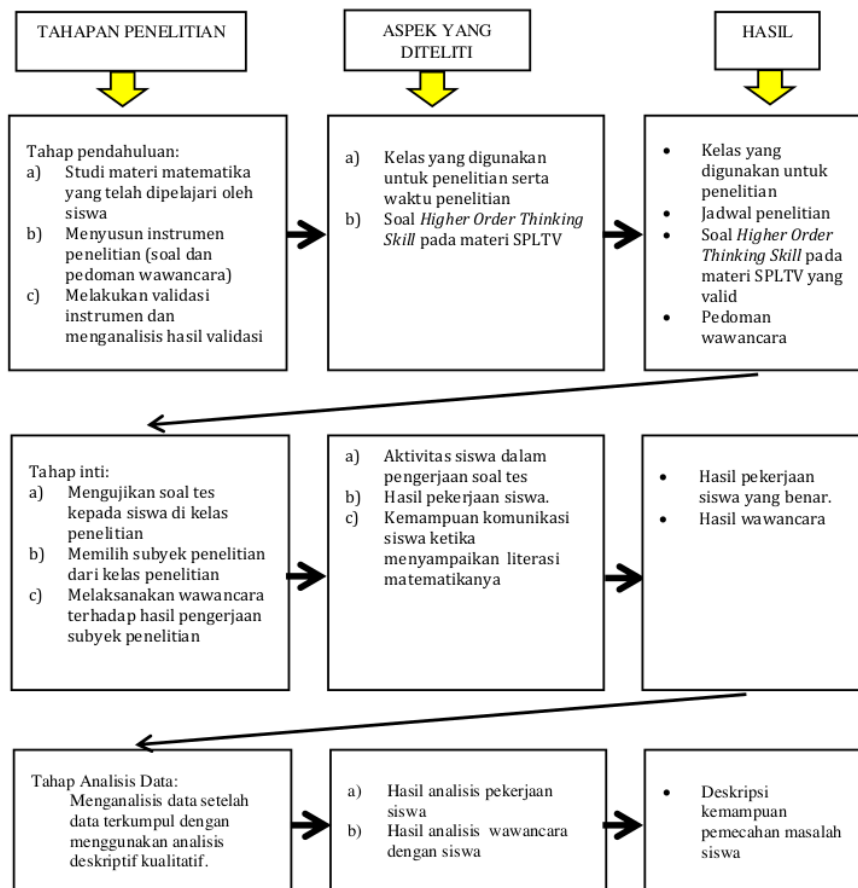 TAHAPAN PENELITIAN
ASPEK YANG
DITELITI
HASIL
Tahap pendahuluan:
a) Studi materi matematika
yang telah dipelajari oleh
siswa
b) Menyusun instrumen
penelitian (soal dan
pedoman wawancara)
c) Melakukan validasi
instrumen dan
menganalisis hasil validasi
a) Kelas yang digunakan
untuk penelitian serta
waktu penelitian
b) Soal Higher Order Thinking
Skill pada materi SPLTV
• Kelas yang
digunakan untuk
penelitian
• Jadwal penelitian
• Soal Higher Order
Thinking Skill pada
materi SPLTV yang
valid
• Pedoman
wawancara
Tahap inti:
a) Mengujikan soal tes
kepada siswa di kelas
penelitian
b) Memilih subyek penelitian
dari kelas penelitian
c) Melaksanakan wawancara
terhadap hasil pengerjaan
subyek penelitian
a) Aktivitas siswa dalam
pengerjaan soal tes
b) Hasil pekerjaan siswa.
c) Kemampuan komunikasi
siswa ketika
menyampaikan literasi
matematikanya
• Hasil pekerjaan
siswa yang benar.
• Hasil wawancara
Tahap Analisis Data:
Menganalisis data setelah
data terkumpul dengan
menggunakan analisis
deskriptif kualitatif.
a) Hasil analisis pekerjaan
siswa
b) Hasil analisis wawancara
dengan siswa
• Deskripsi
kemampuan
pemecahan masalah
siswa